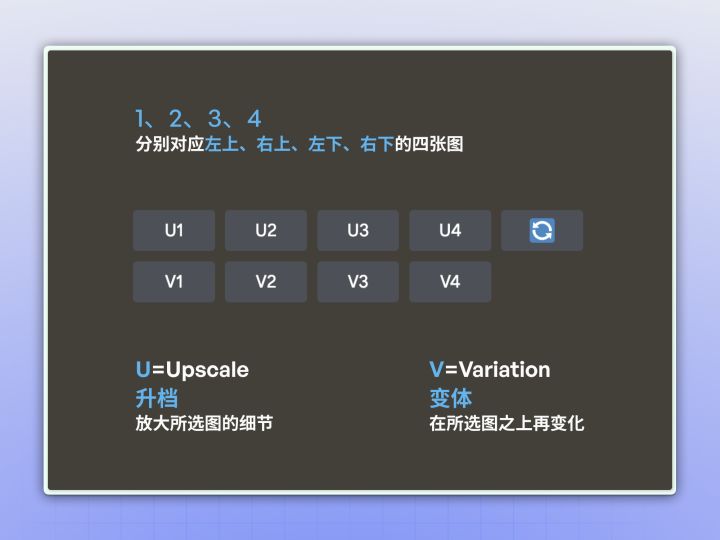 1、2、3、4
分别对应左上、右上、左下、右下的四张图
U1 U2 U3 U4
V1 V2 V3 V4
U=Upscale V=Variation
升档 变体
放大所选图的细节 在所选图之上再变化